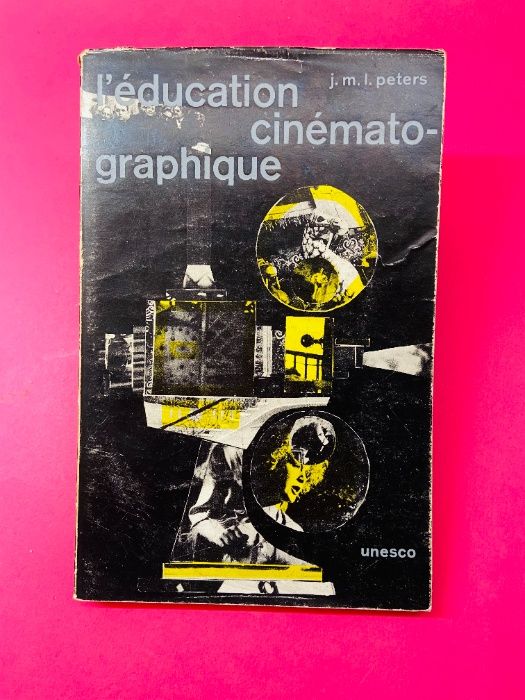 j. m. l. peters
l'éducation
cinémato-
graphique
unesco